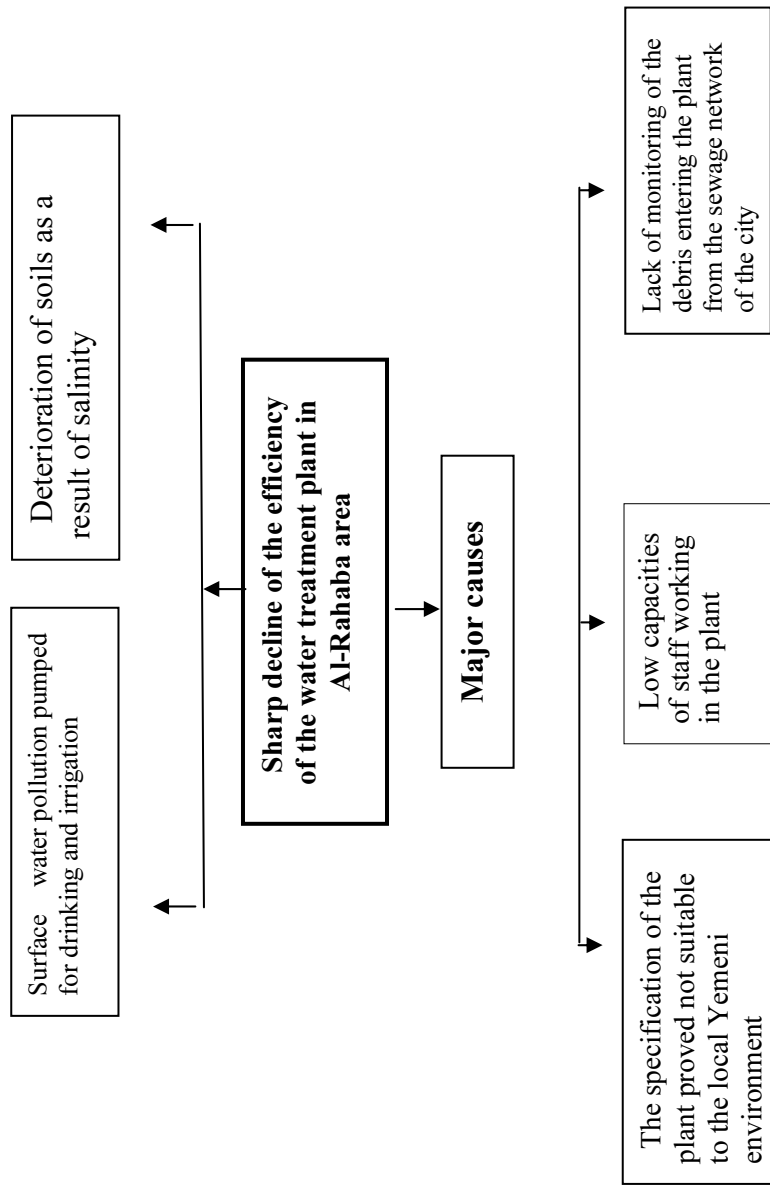 Surface water pollution pumped
for drinking and irrigation
Deterioration of soils as a
result of salinity
Sharp decline of the efficiency
of the water treatment plant in
Al-Rahaba area
Major causes
The specification of the
plant proved not suitable
to the local Yemeni
environment
Low capacities
of staff working
in the plant
Lack of monitoring of the
debris entering the plant
from the sewage network
of the city